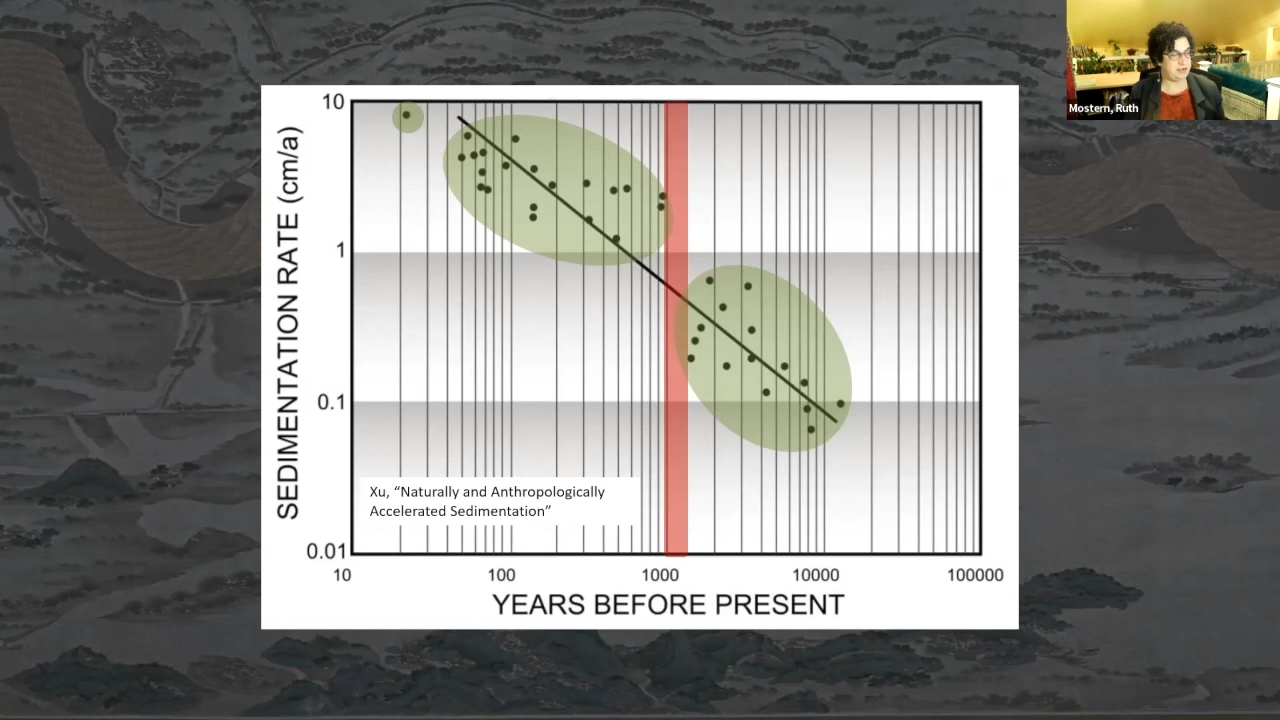 Mostern, Ruth
SEDIMENTATION RATE (cm/a)
10
1
0.1
0.01
Xu, “Naturally and Anthropologically
Accelerated Sedimentation”
10 100 1000 10000 100000
YEARS BEFORE PRESENT